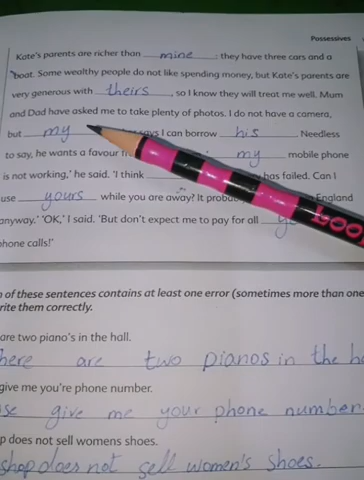 Possessives
Kate's parents are richer than mine ; they have three cars and a
boat. Some wealthy people do not like spending money, but Kate's parents are
very generous with theirs , so I know they will treat me well. Mum
and Dad have asked me to take plenty of photos. I do not have a camera,
but my says I can borrow his . Needless
to say, he wants a favour my mobile phone
is not working,' he said. 'I think has failed. Can I
use yours while you are away? It England
anyway.' 'OK,' I said. 'But don't expect me to pay for all
phone calls!'
of these sentences contains at least one error (sometimes more than one
rite them correctly.
are two piano's in the hall.
here are two pianos in the ha
give me you're phone number.
se give me your phone number.
p does not sell womens shoes.
shop does not sell women's shoes.